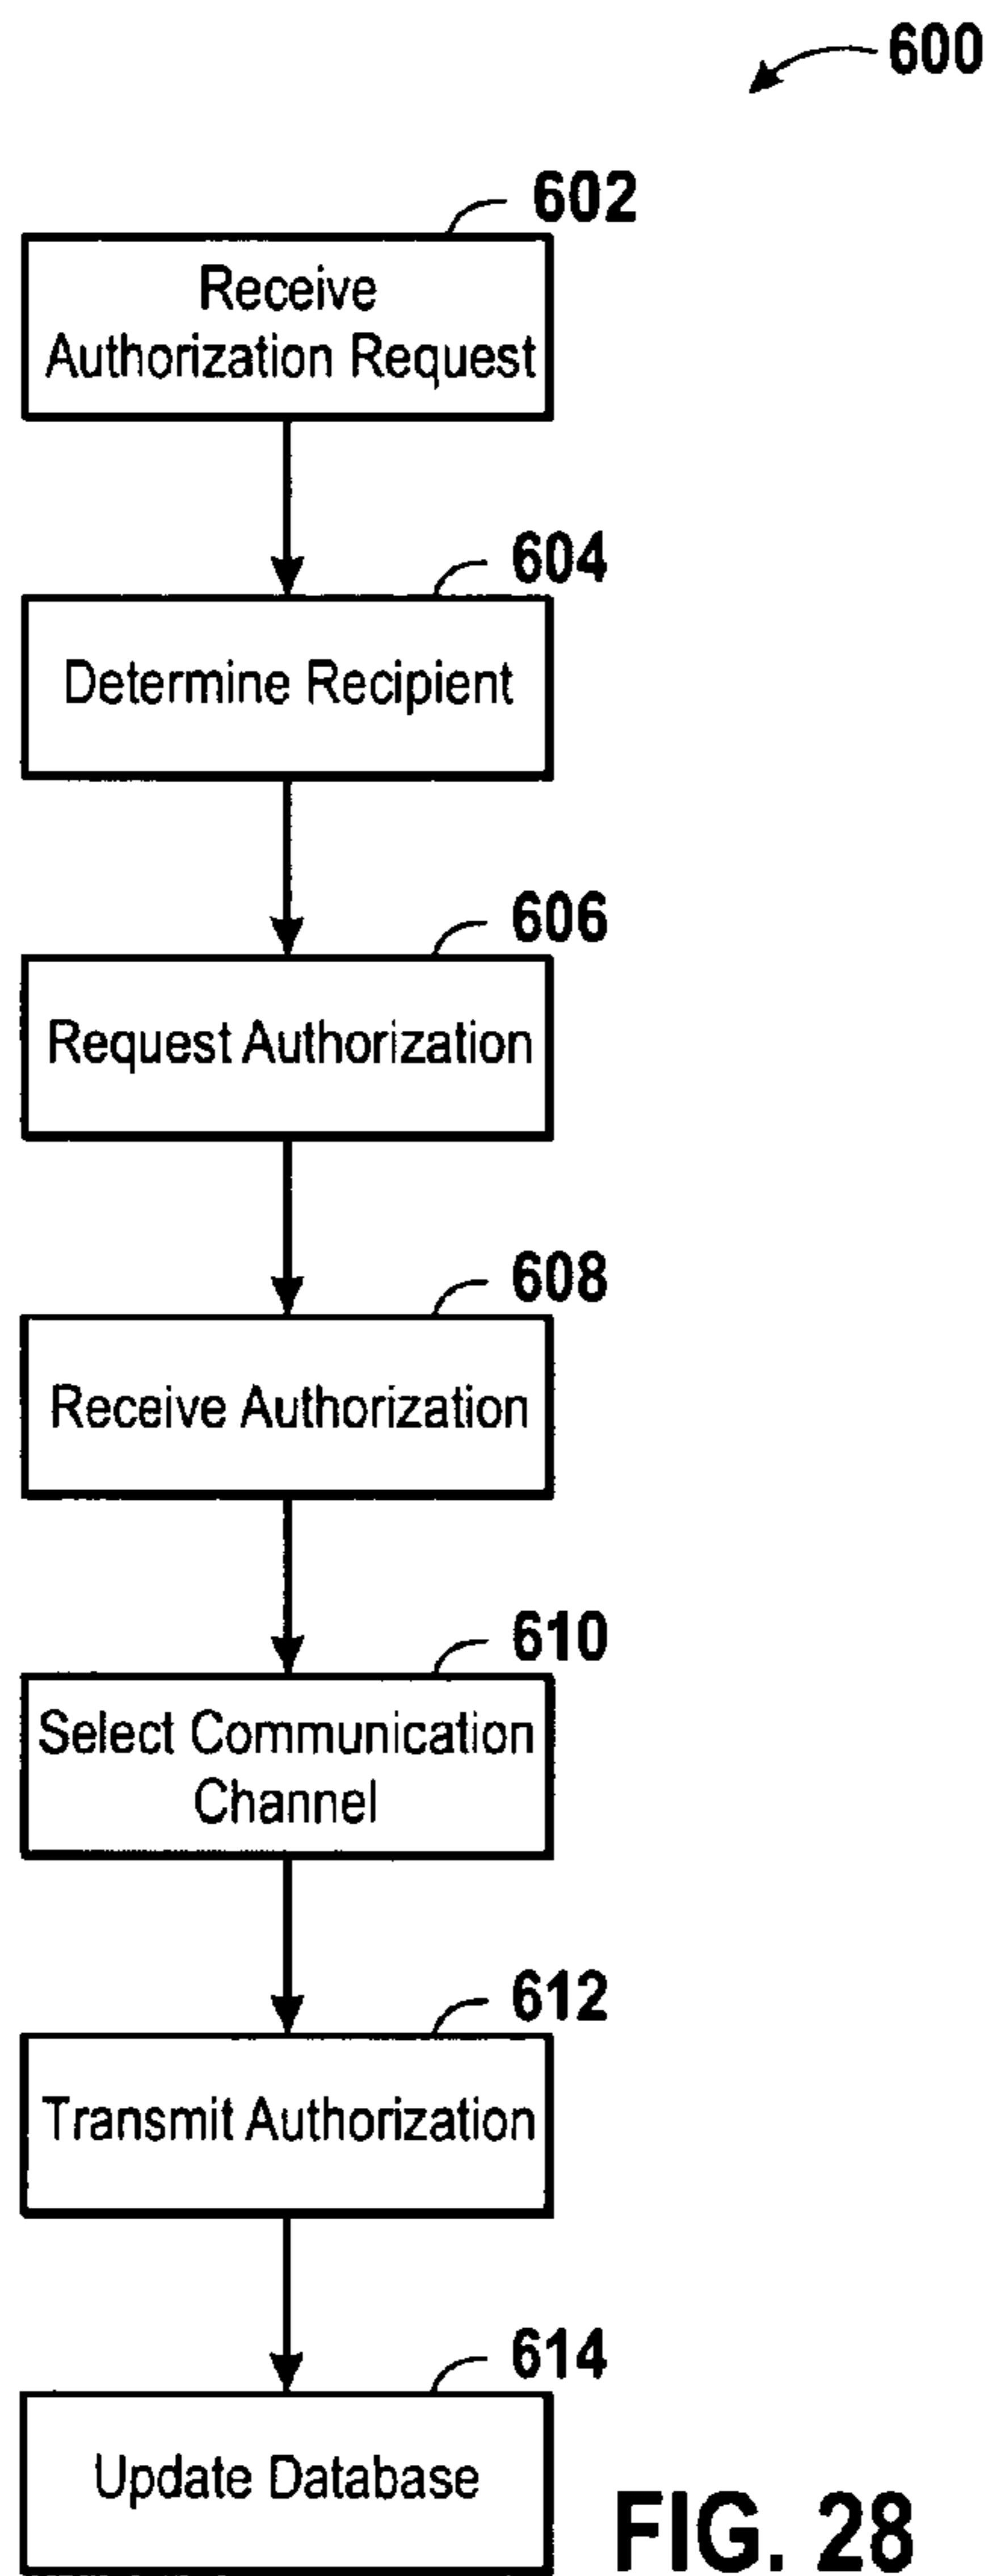 600
602
Receive
Authorization Request
604
Determine Recipient
606
Request Authorization
608
Receive Authorization
610
Select Communication
Channel
612
Transmit Authorization
614
Update Database
FIG. 28